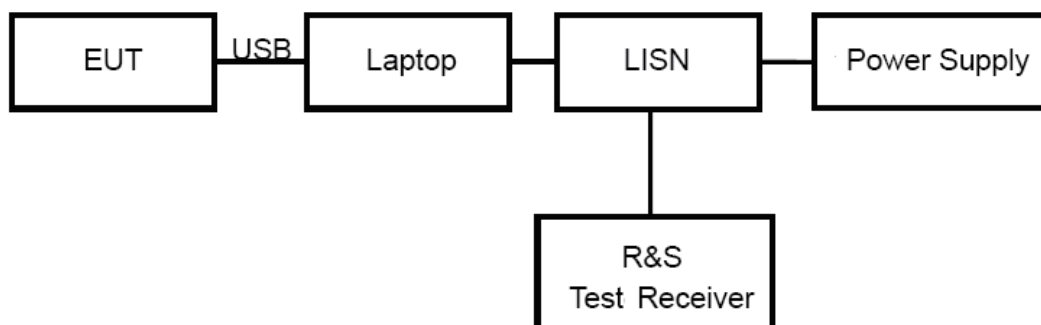 EUT
USB
Laptop
LISN
Power Supply
R&S
Test Receiver